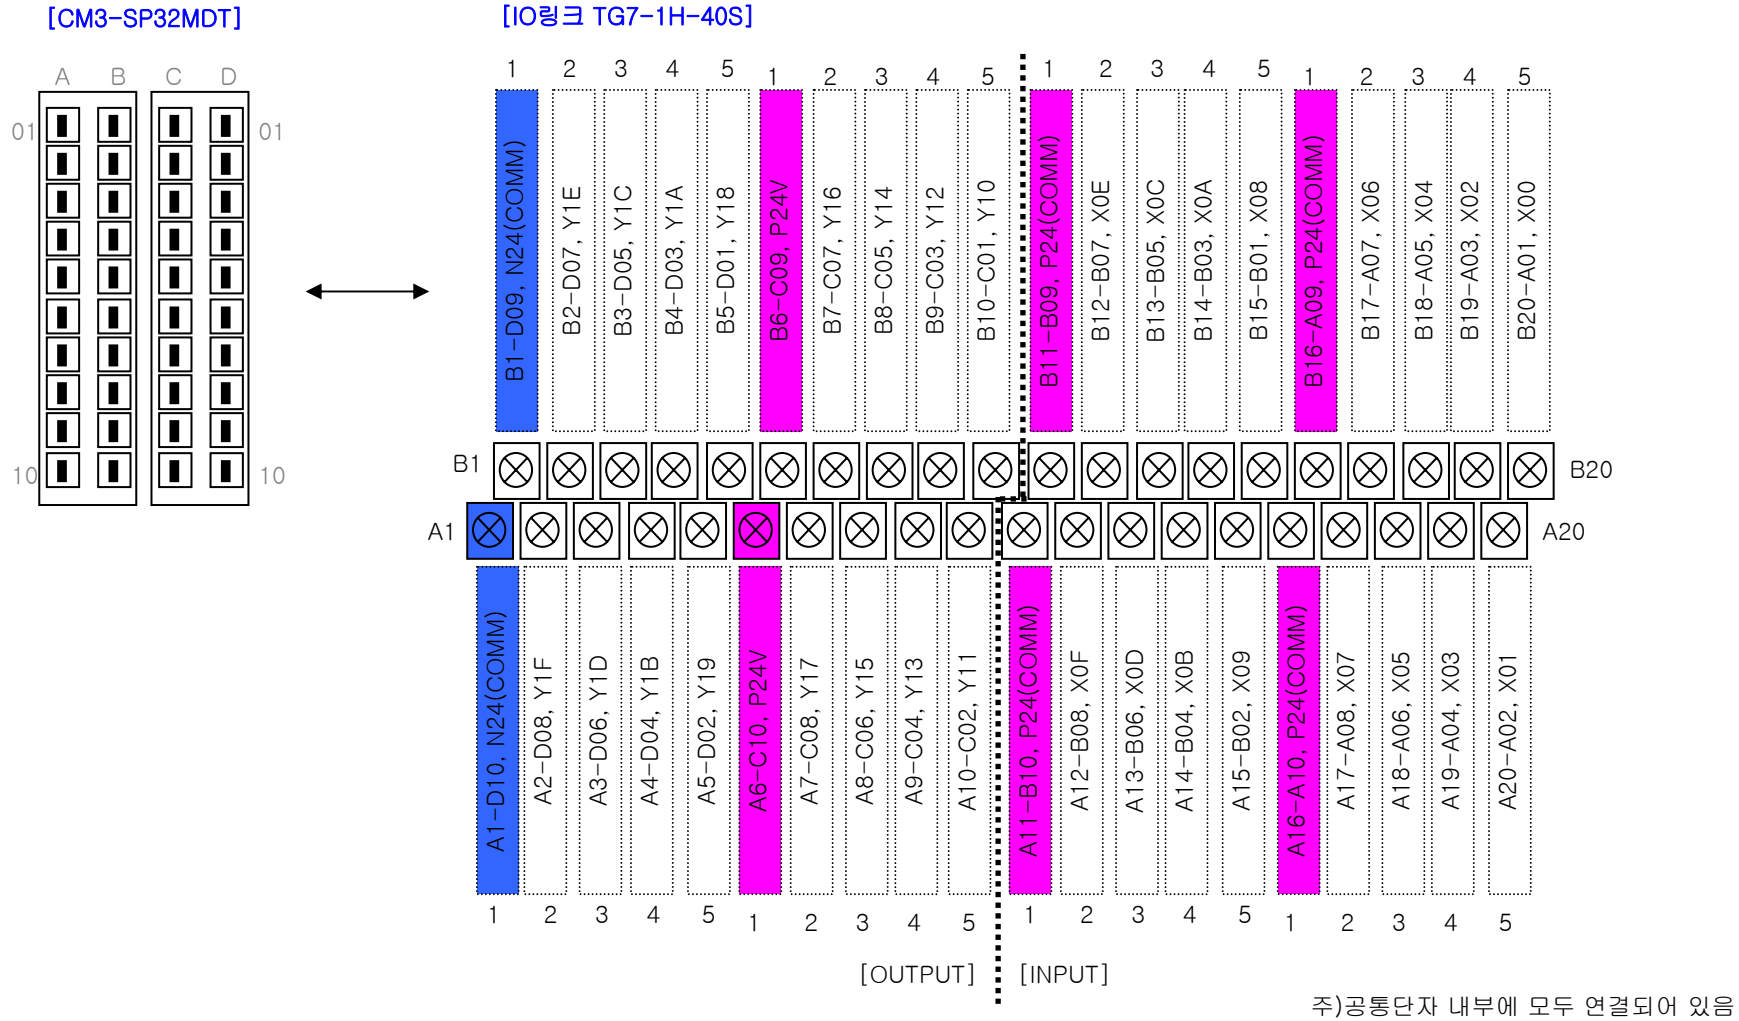 [CM3-SP32MDT]
[IO링크 TG7-1H-40S]
A B C D
01 01
10 10
1 2 3 4 5 1 2 3 4 5 1 2 3 4 5 1 2 3 4 5
B1-D09, N24(COMM)
B2-D07, Y1E
B3-D05, Y1C
B4-D03, Y1A
B5-D01, Y18
B6-C09, P24V
B7-C07, Y16
B8-C05, Y14
B9-C03, Y12
B10-C01, Y10
B11-B09, P24(COMM)
B12-B07, X0E
B13-B05, X0C
B14-B03, X0A
B15-B01, X08
B16-A09, P24(COMM)
B17-A07, X06
B18-A05, X04
B19-A03, X02
B20-A01, X00
B1 B20
A1 A20
A1-D10, N24(COMM)
A2-D08, Y1F
A3-D06, Y1D
A4-D04, Y1B
A5-D02, Y19
A6-C10, P24V
A7-C08, Y17
A8-C06, Y15
A9-C04, Y13
A10-C02, Y11
A11-B10, P24(COMM)
A12-B08, X0F
A13-B06, X0D
A14-B04, X0B
A15-B02, X09
A16-A10, P24(COMM)
A17-A08, X07
A18-A06, X05
A19-A04, X03
A20-A02, X01
1 2 3 4 5 1 2 3 4 5 1 2 3 4 5 1 2 3 4 5
[OUTPUT] [INPUT]
주)공통단자 내부에 모두 연결되어 있음